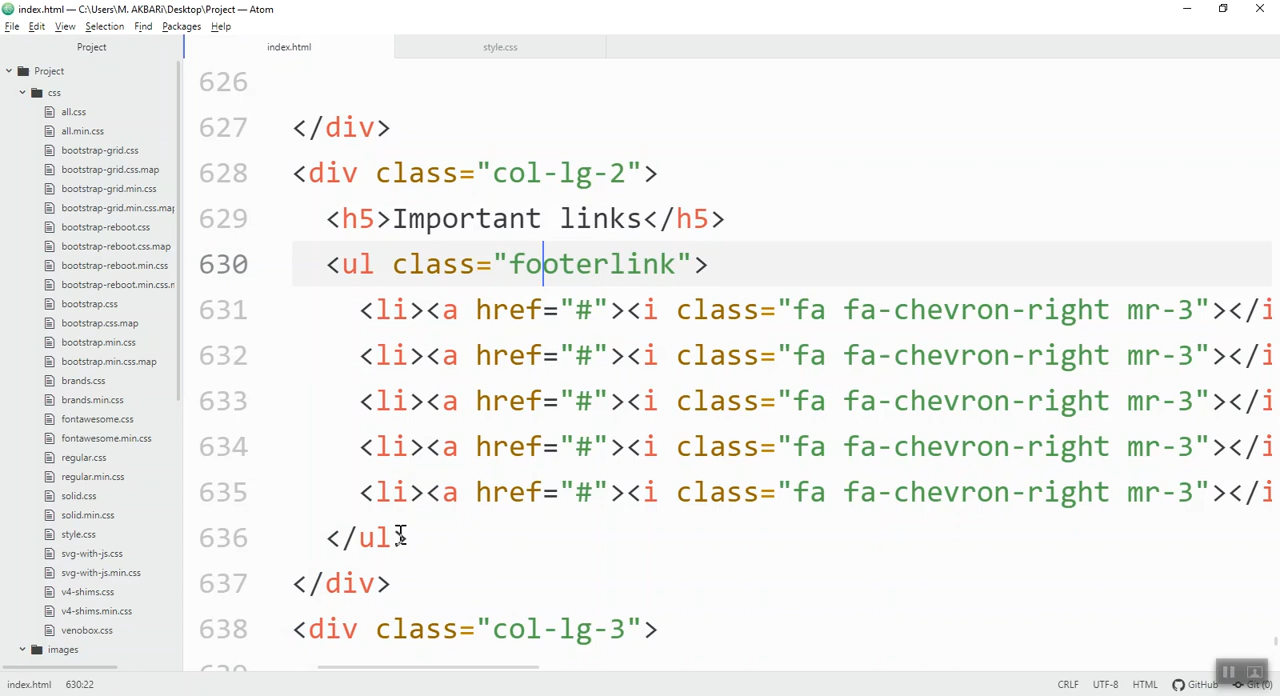 index.html — C:\Users\M. AKBARi\Desktop\Project — Atom
File Edit View Selection Find Packages Help
Project
index.html
style.css
Project
css
all.css
all.min.css
bootstrap-grid.css
bootstrap-grid.css.map
bootstrap-grid.min.css
bootstrap-grid.min.css.map
bootstrap-reboot.css
bootstrap-reboot.css.map
bootstrap-reboot.min.css
bootstrap-reboot.min.css.n
bootstrap.css
bootstrap.css.map
bootstrap.min.css
bootstrap.min.css.map
brands.css
brands.min.css
fontawesome.css
fontawesome.min.css
regular.css
regular.min.css
solid.css
solid.min.css
style.css
svg-with-js.css
svg-with-js.min.css
v4-shims.css
v4-shims.min.css
venobox.css
images
626
627 </div>
628 <div class="col-lg-2">
629 <h5>Important links</h5>
630 <ul class="footerlink">
631 <li><a href="#"><i class="fa fa-chevron-right mr-3"></i
632 <li><a href="#"><i class="fa fa-chevron-right mr-3"></i
633 <li><a href="#"><i class="fa fa-chevron-right mr-3"></i
634 <li><a href="#"><i class="fa fa-chevron-right mr-3"></i
635 <li><a href="#"><i class="fa fa-chevron-right mr-3"></i
636 </ul>
637 </div>
638 <div class="col-lg-3">
index.html 630:22
CRLF UTF-8 HTML GitHub Git (0)